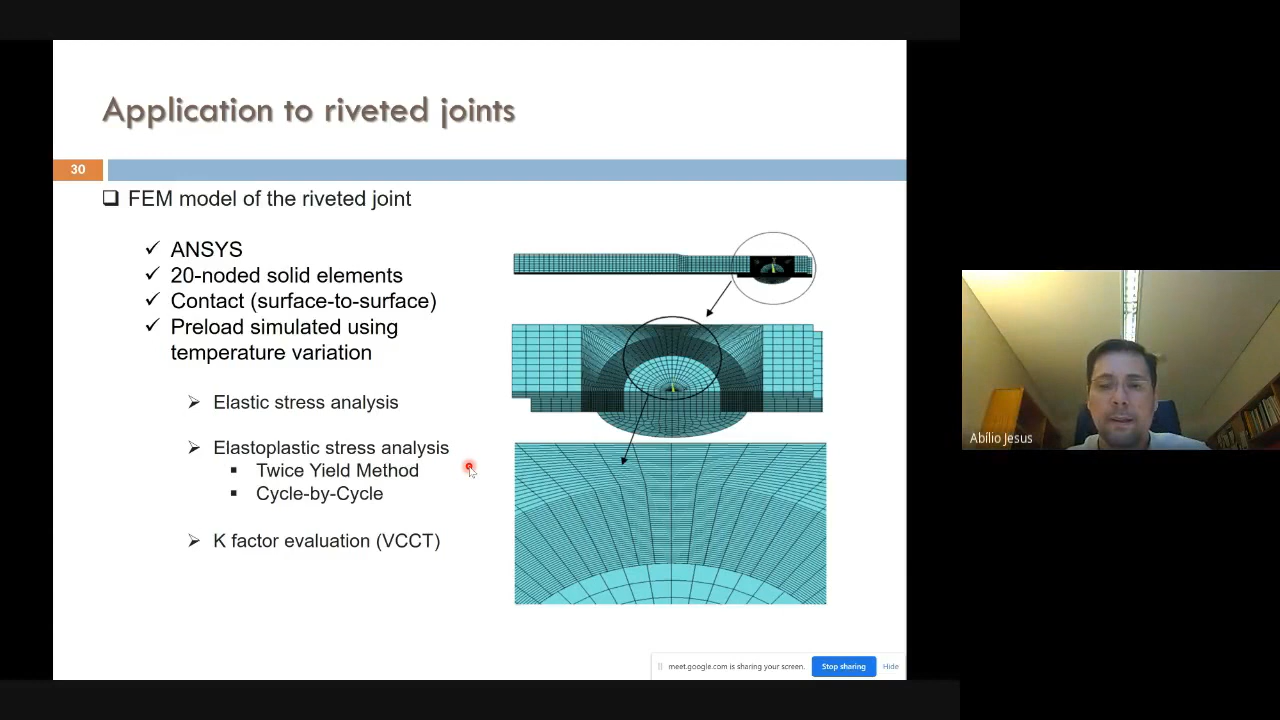 Application to riveted joints
30
FEM model of the riveted joint
ANSYS
20-noded solid elements
Contact (surface-to-surface)
Preload simulated using
temperature variation
Elastic stress analysis
Elastoplastic stress analysis
Twice Yield Method
Cycle-by-Cycle
K factor evaluation (VCCT)
Abílio Jesus
meet.google.com is sharing your screen.
Stop sharing
Hide